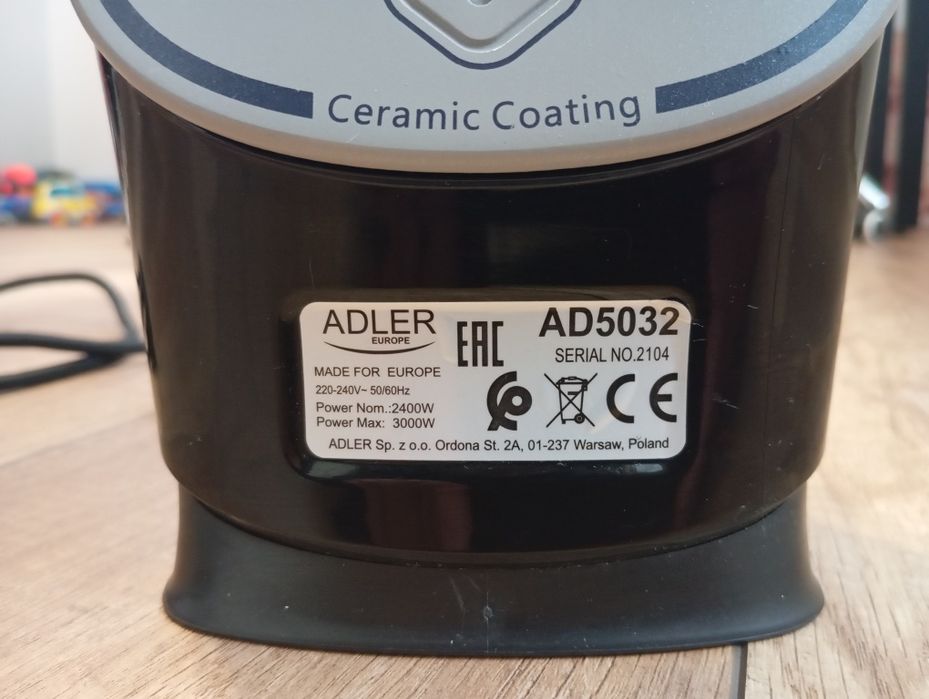 Ceramic Coating
ADLER
EUROPE
MADE FOR EUROPE
220-240V~ 50/60Hz
Power Nom.:2400W
Power Max: 3000W
EAC
AD5032
SERIAL NO.2104
CE
ADLER Sp. z o.o. Ordona St. 2A, 01-237 Warsaw, Poland